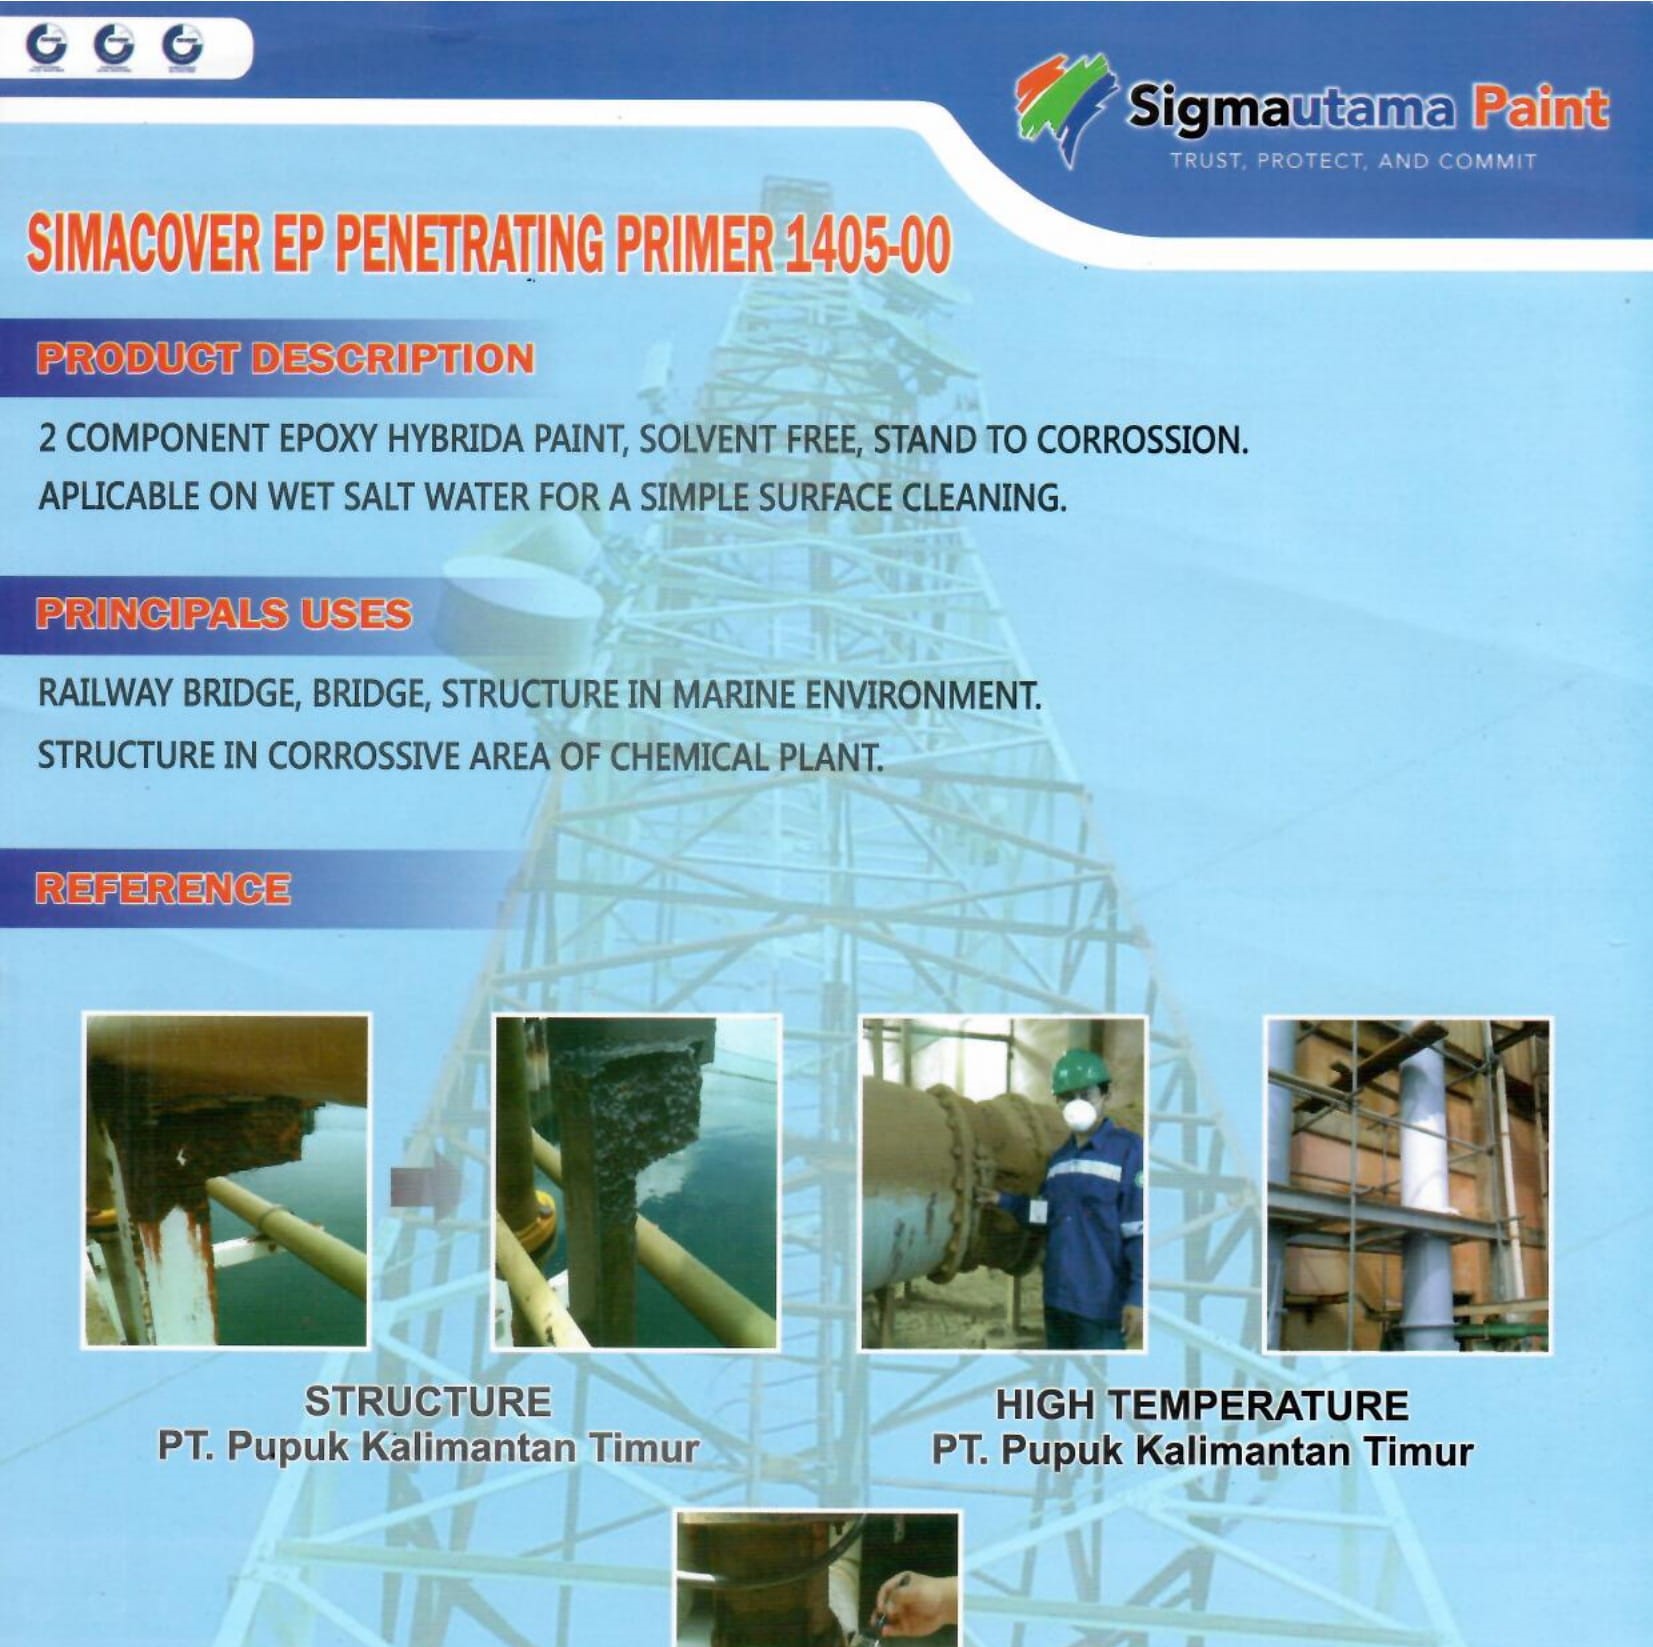 Sigmautama Paint
TRUST, PROTECT, AND COMMIT
SIMACOVER EP PENETRATING PRIMER 1405-00
PRODUCT DESCRIPTION
2 COMPONENT EPOXY HYBRIDA PAINT, SOLVENT FREE, STAND TO CORROSSION.
APLICABLE ON WET SALT WATER FOR A SIMPLE SURFACE CLEANING.
PRINCIPALS USES
RAILWAY BRIDGE, BRIDGE, STRUCTURE IN MARINE ENVIRONMENT.
STRUCTURE IN CORROSSIVE AREA OF CHEMICAL PLANT.
REFERENCE
STRUCTURE
PT. Pupuk Kalimantan Timur
HIGH TEMPERATURE
PT. Pupuk Kalimantan Timur